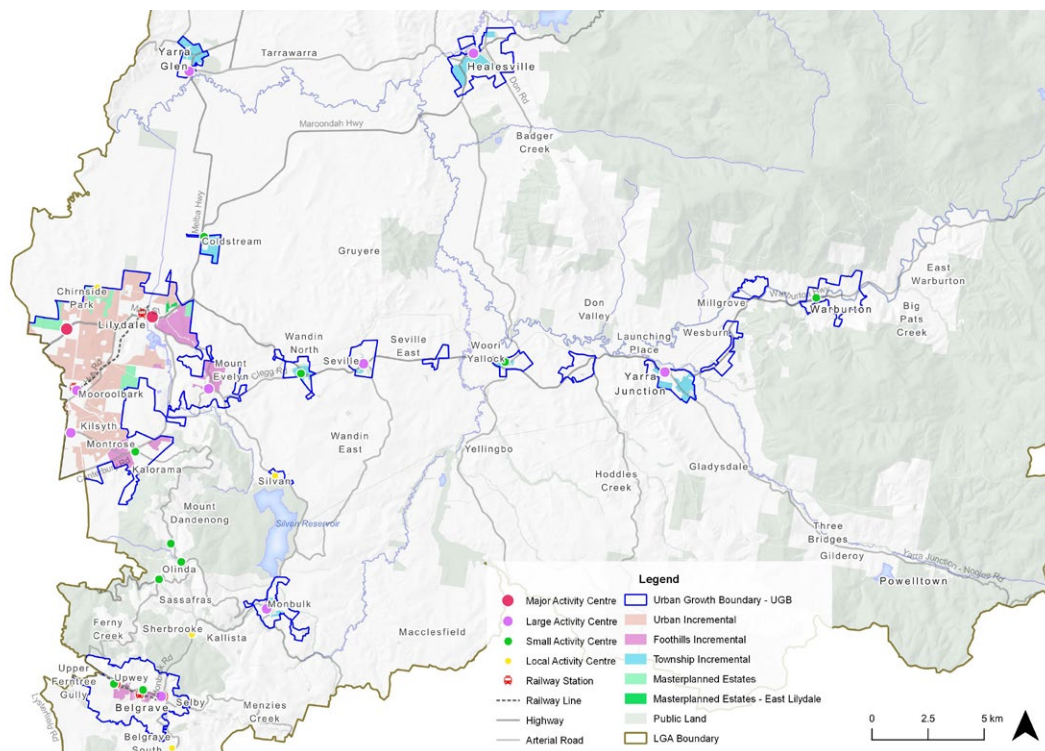 Yarra
Glen
Tarrawarra
Healesville
Don Rd
Maroondah Hwy
Badger
Creek
Melba Hwy
Coldstream
Gruyere
Chirnside
Park
Lilydale
East
Warburton
Don
Valley
Millgrove
Warburton Hwy
Warburton
Big
Pats
Creek
Wesburn
Launching
Place
Wandin
North
Seville
Seville
East
Woori
Yallock
Mount
Evelyn
Clegg Rd
Yarra
Junction
Mooroolbark
Kilsyth
Montrose
Canterbury Rd
Kalorama
Wandin
East
Yellingbo
Gladysdale
Hoddles
Creek
Silvan
Mount
Dandenong
Silvan Reservoir
Three
Bridges
Gilderoy
Yarra Junction - Noojee Rd
Powelltown
Olinda
Sassafras
Monbulk
Ferny
Creek
Sherbrooke
Kallista
Macclesfield
Upper
Ferntree
Gully
Upwey
Belgrave
Selby
Menzies
Creek
Lysterfield Rd
Belgrave
South
Legend
Major Activity Centre
Urban Growth Boundary - UGB
Large Activity Centre
Urban Incremental
Small Activity Centre
Foothills Incremental
Local Activity Centre
Township Incremental
Railway Station
Masterplanned Estates
Railway Line
Masterplanned Estates - East Lilydale
Highway
Public Land
Arterial Road
LGA Boundary
0 2.5 5 km